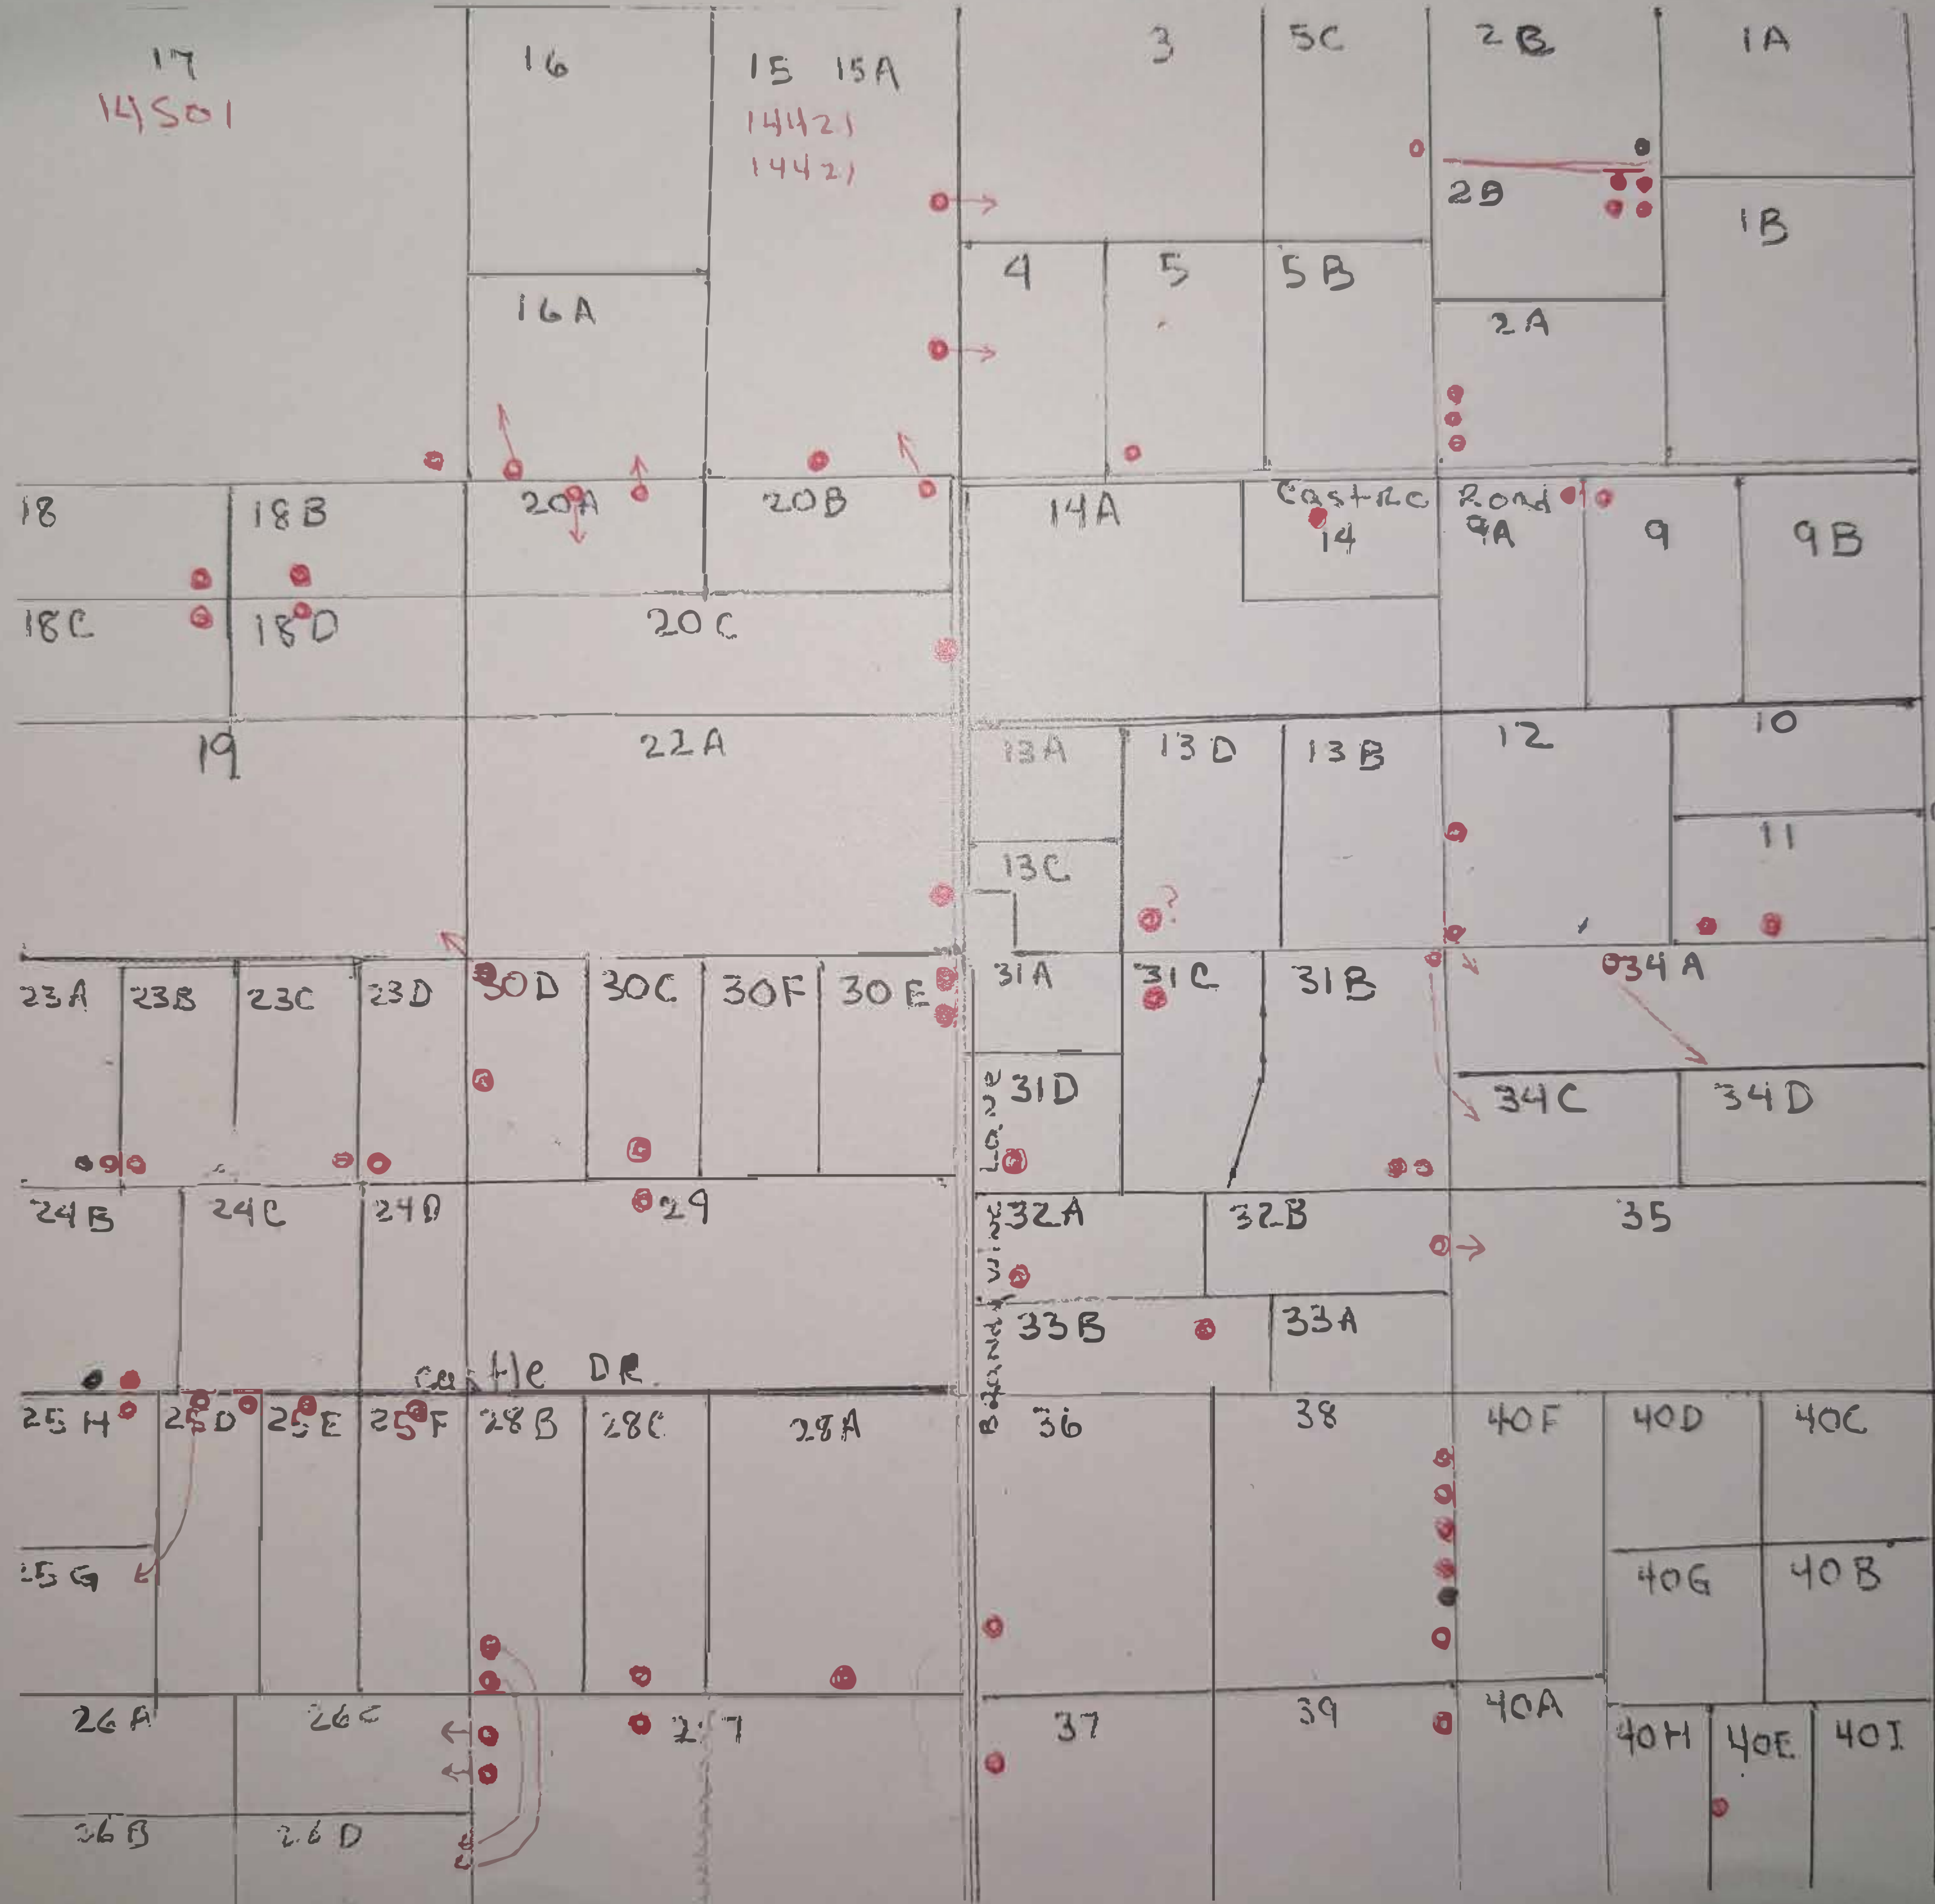 17 16 15 15A 3 5C 2B 1A
14501 14421
14421
2B 1B
4 5 5B
16A 2A
18 18B 20A 20B 14A Castro Road
14 9A 9 9B
18C 18D 20C
19 22A 13A 13D 13B 12 10
13C 11
?
23A 23B 23C 23D 30D 30C 30F 30E 31A 31C 31B 34A
31D 34C 34D
24B 24C 24D 29 32A 32B 35
33B 33A
Castle DR.
Brandy Wine Lane
25H 25D 25E 25F 28B 28C 28A 36 38 40F 40D 40C
25G 40G 40B
26A 26C 27 37 39 40A
40H 40E 40I
26B 26D